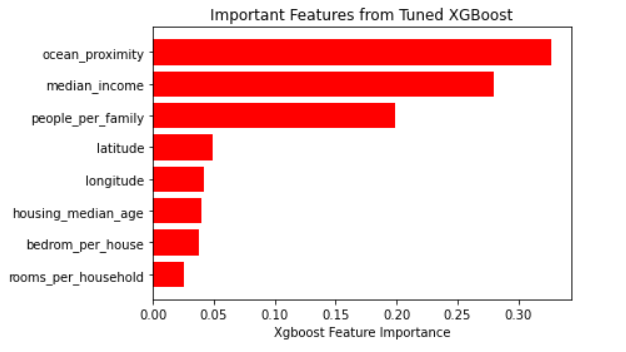 Important Features from Tuned XGBoost
ocean_proximity
median_income
people_per_family
latitude
longitude
housing_median_age
bedrom_per_house
rooms_per_household
0.00 0.05 0.10 0.15 0.20 0.25 0.30
Xgboost Feature Importance